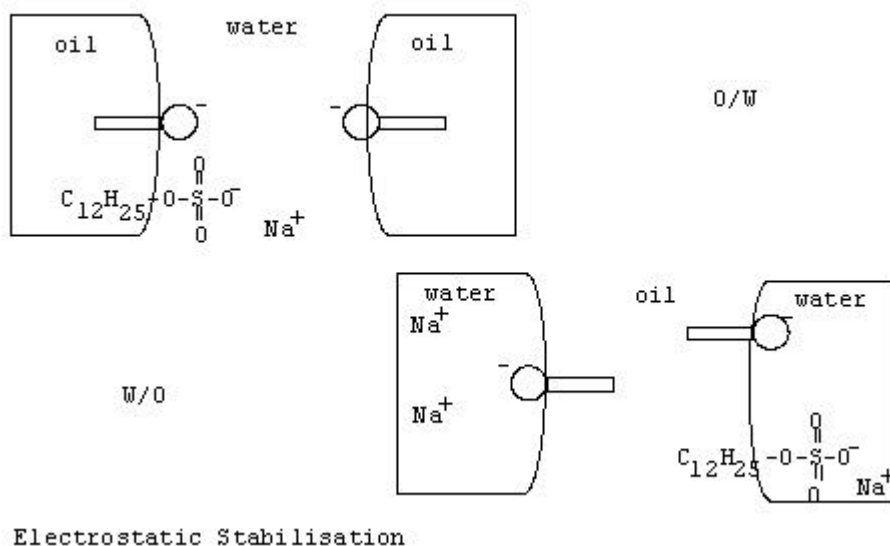 water
oil
oil
O/W
-
-
O
C12H25-O-S-O-
O
Na+
water
oil
water
Na+
-
-
W/O
Na+
O
C12H25-O-S-O-
O
Na+
Electrostatic Stabilisation